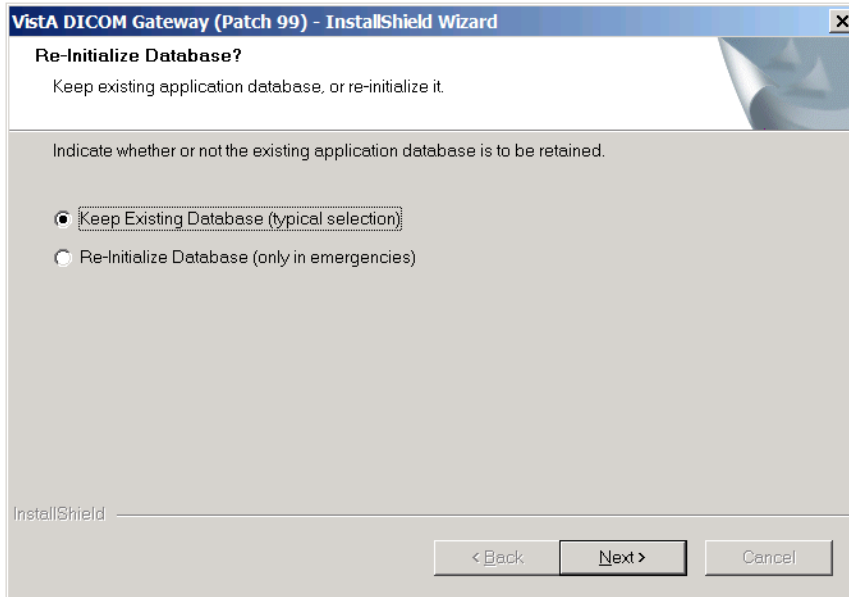 VistA DICOM Gateway (Patch 99) - InstallShield Wizard
Re-Initialize Database?
Keep existing application database, or re-initialize it.
Indicate whether or not the existing application database is to be retained.
Keep Existing Database (typical selection)
Re-Initialize Database (only in emergencies)
InstallShield
< Back
Next >
Cancel